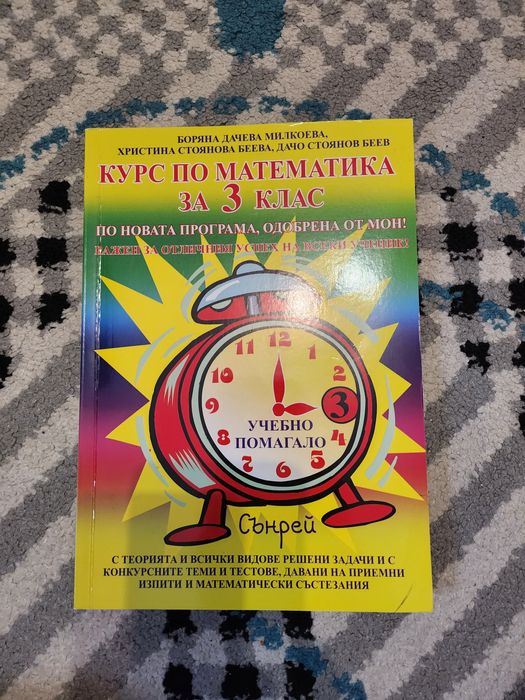 БОРЯНА ДАЧЕВА МИЛКОЕВА,
ХРИСТИНА СТОЯНОВА БЕЕВА, ДАЧО СТОЯНОВ БЕЕВ
КУРС ПО МАТЕМАТИКА
ЗА 3 КЛАС
ПО НОВАТА ПРОГРАМА, ОДОБРЕНА ОТ МОН!
ВАЖЕН ЗА ОТЛИЧНИЯ УСПЕХ НА ВСЕКИ УЧЕНИК!
12
11 1
10 2
9 3
8 4
7 5
6
УЧЕБНО
ПОМАГАЛО
Сънрей
С ТЕОРИЯТА И ВСИЧКИ ВИДОВЕ РЕШЕНИ ЗАДАЧИ И С
КОНКУРСНИТЕ ТЕМИ И ТЕСТОВЕ, ДАВАНИ НА ПРИЕМНИ
ИЗПИТИ И МАТЕМАТИЧЕСКИ СЪСТЕЗАНИЯ